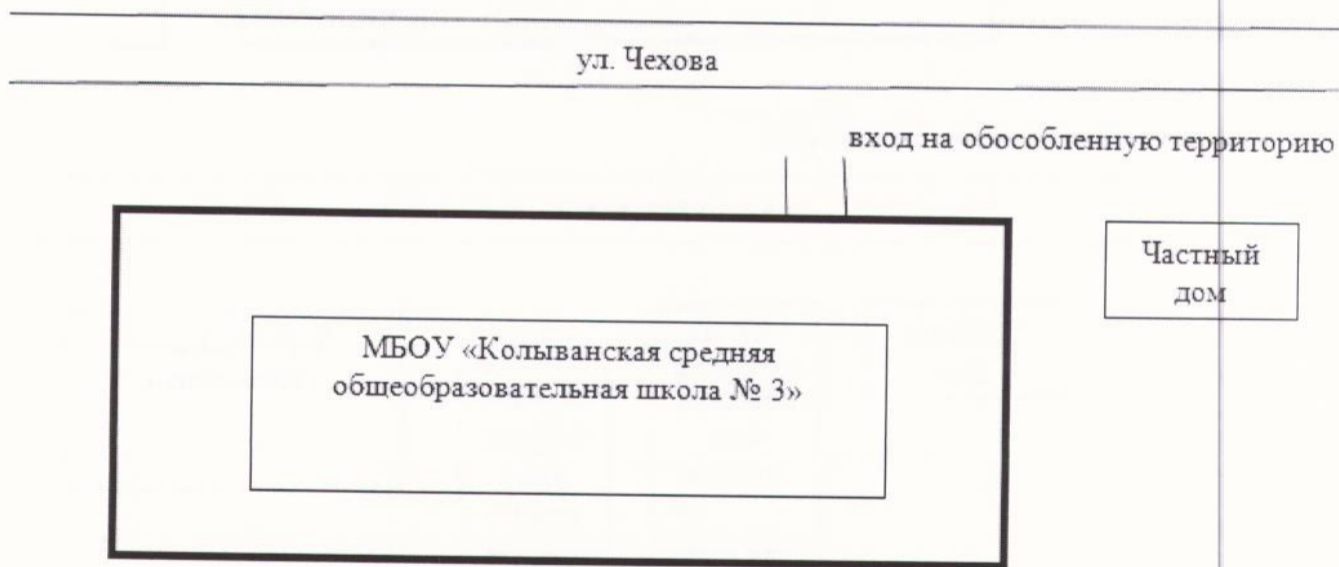 ул. Чехова
вход на обособленную территорию
Частный
дом
МБОУ «Колыванская средняя
общеобразовательная школа № 3»